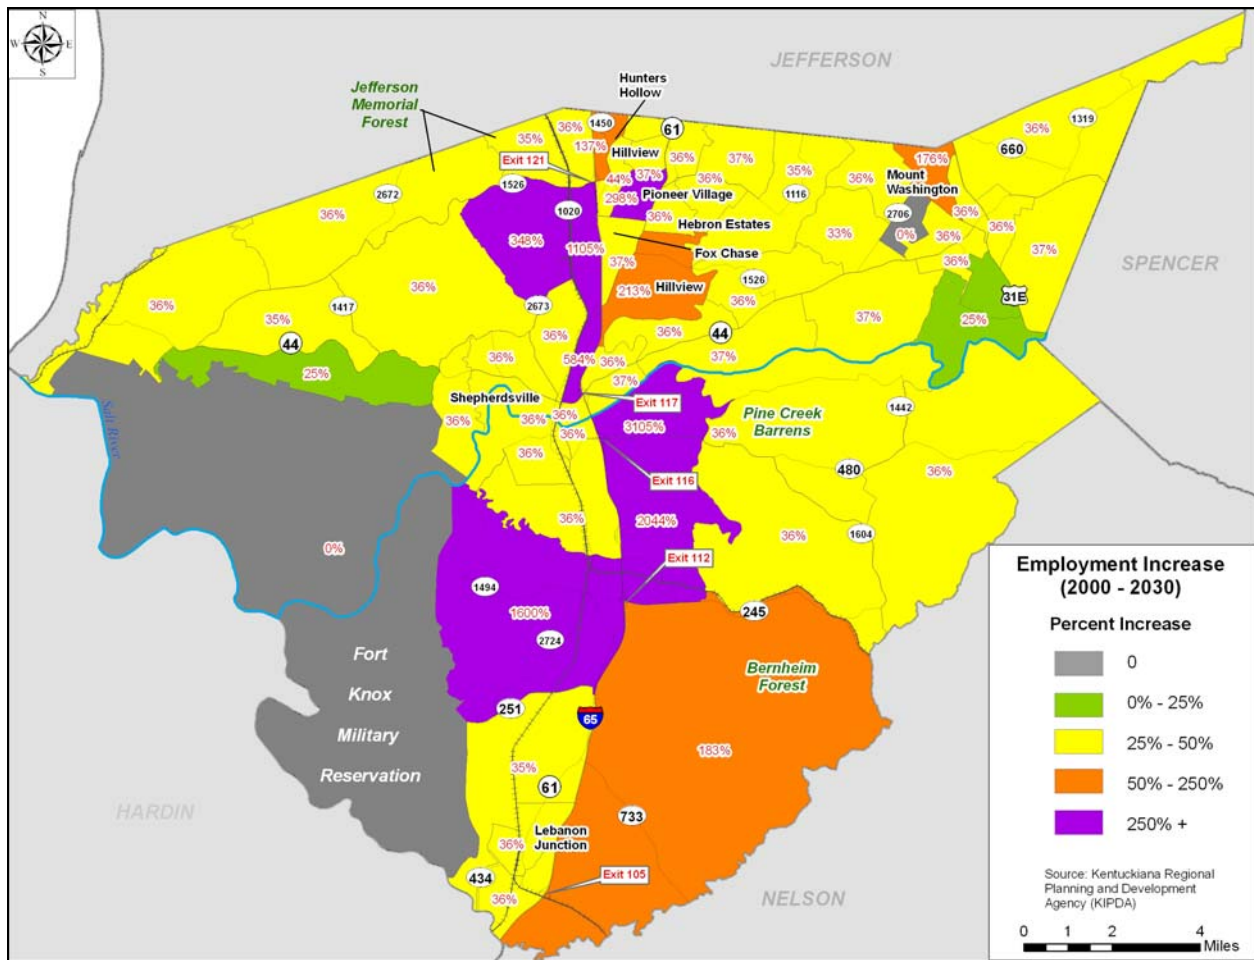 N
W E
S
JEFFERSON
Hunters
Hollow
Jefferson
Memorial
Forest
36%
1450
61
35%
137%
Hillview
36%
37%
176%
36%
1319
660
Exit 121
44%
37%
36%
35%
36%
Mount
Washington
2672
1526
298%
Pioneer Village
1116
36%
1020
36%
Hebron Estates
2706
36%
36%
348%
1105%
33%
0%
36%
37%
Fox Chase
36%
37%
1526
SPENCER
36%
213%
Hillview
36%
31E
36%
1417
2673
37%
35%
36%
36%
44
25%
44
36%
584%
36%
37%
25%
37%
Shepherdsville
Exit 117
1442
Salt River
36%
36%
36%
36%
3105%
36%
Pine Creek
Barrens
36%
480
36%
Exit 116
36%
2044%
36%
1604
0%
Exit 112
1494
1600%
245
2724
Fort
Knox
Military
Reservation
Bernheim
Forest
251
65
183%
35%
61
HARDIN
733
Lebanon
Junction
36%
434
Exit 105
36%
NELSON
Employment Increase
(2000 - 2030)
Percent Increase
0
0% - 25%
25% - 50%
50% - 250%
250% +
Source: Kentuckiana Regional
Planning and Development
Agency (KIPDA)
0 1 2 4
Miles